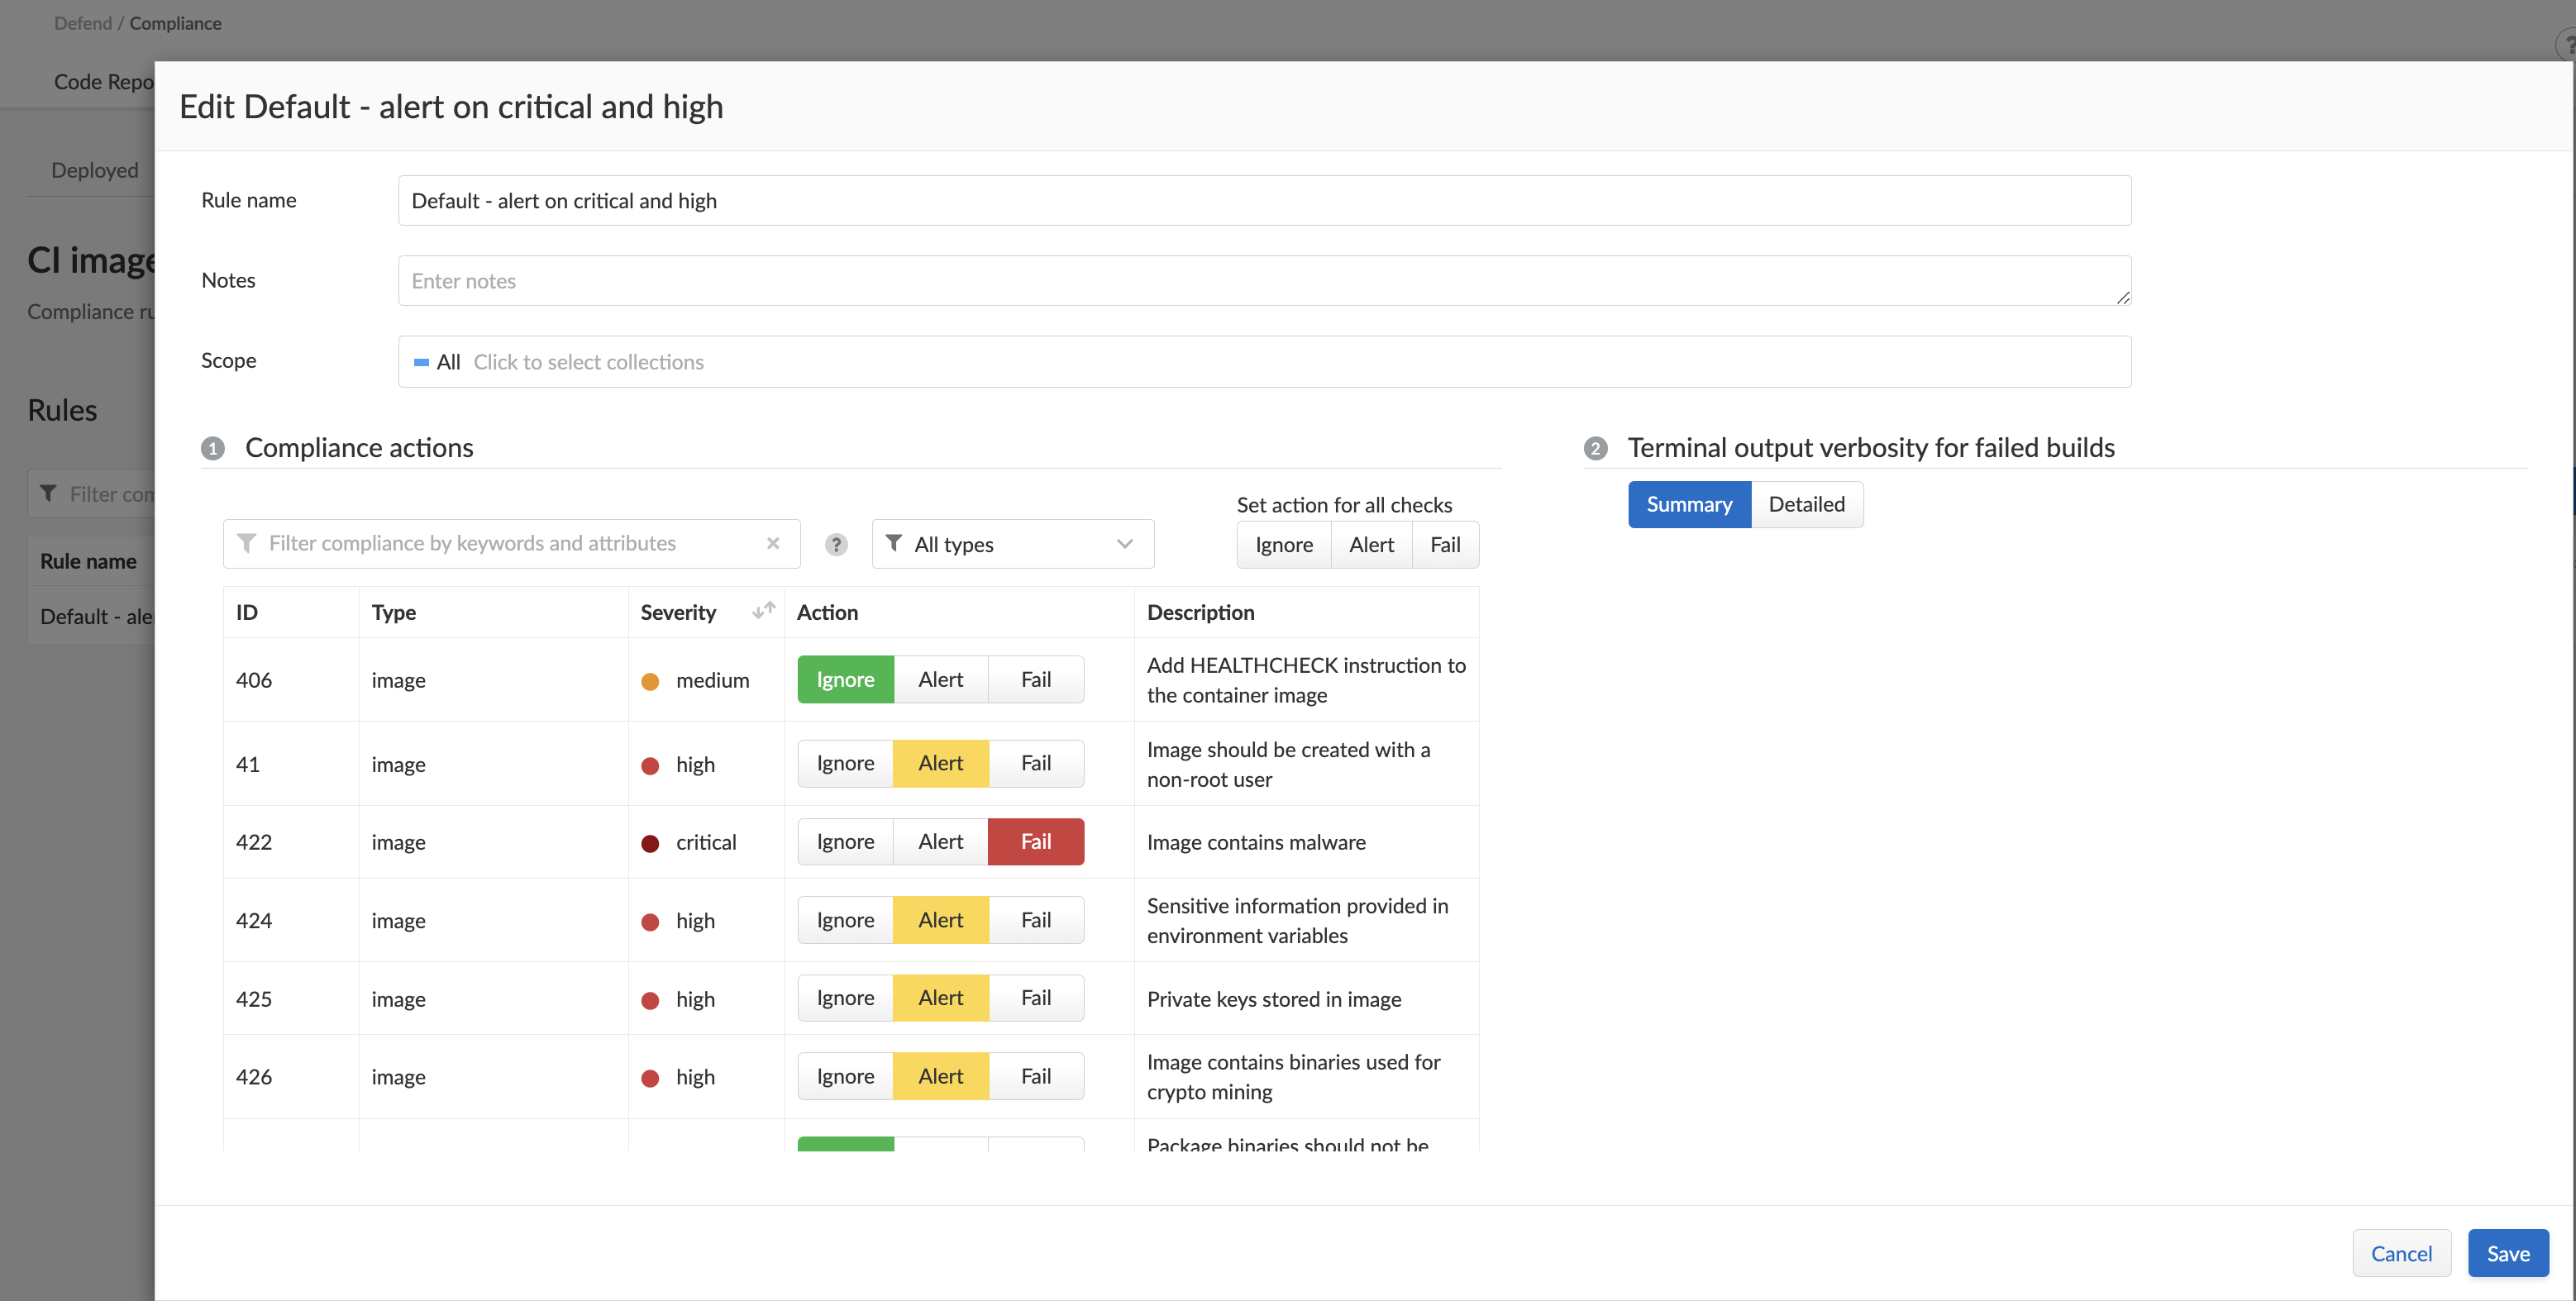 Defend / Compliance
?
Code Repo
Edit Default - alert on critical and high
Deployed
Rule name
Default - alert on critical and high
CI image
Notes
Enter notes
Compliance ru
Scope
All Click to select collections
Rules
1 Compliance actions
2 Terminal output verbosity for failed builds
Filter com
Summary Detailed
Set action for all checks
Filter compliance by keywords and attributes × ? All types
Ignore Alert Fail
Rule name
Default - ale
ID Type Severity Action Description
406 image medium Ignore Alert Fail Add HEALTHCHECK instruction to
the container image
41 image high Ignore Alert Fail Image should be created with a
non-root user
422 image critical Ignore Alert Fail Image contains malware
424 image high Ignore Alert Fail Sensitive information provided in
environment variables
425 image high Ignore Alert Fail Private keys stored in image
426 image high Ignore Alert Fail Image contains binaries used for
crypto mining
Package binaries should not be
Cancel Save